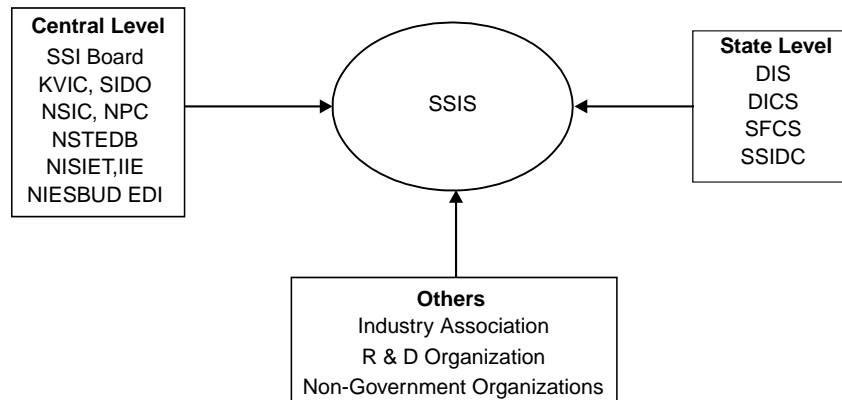 Central Level
SSI Board
KVIC, SIDO
NSIC, NPC
NSTEDB
NISIET,IIE
NIESBUD EDI
SSIS
State Level
DIS
DICS
SFCS
SSIDC
Others
Industry Association
R & D Organization
Non-Government Organizations